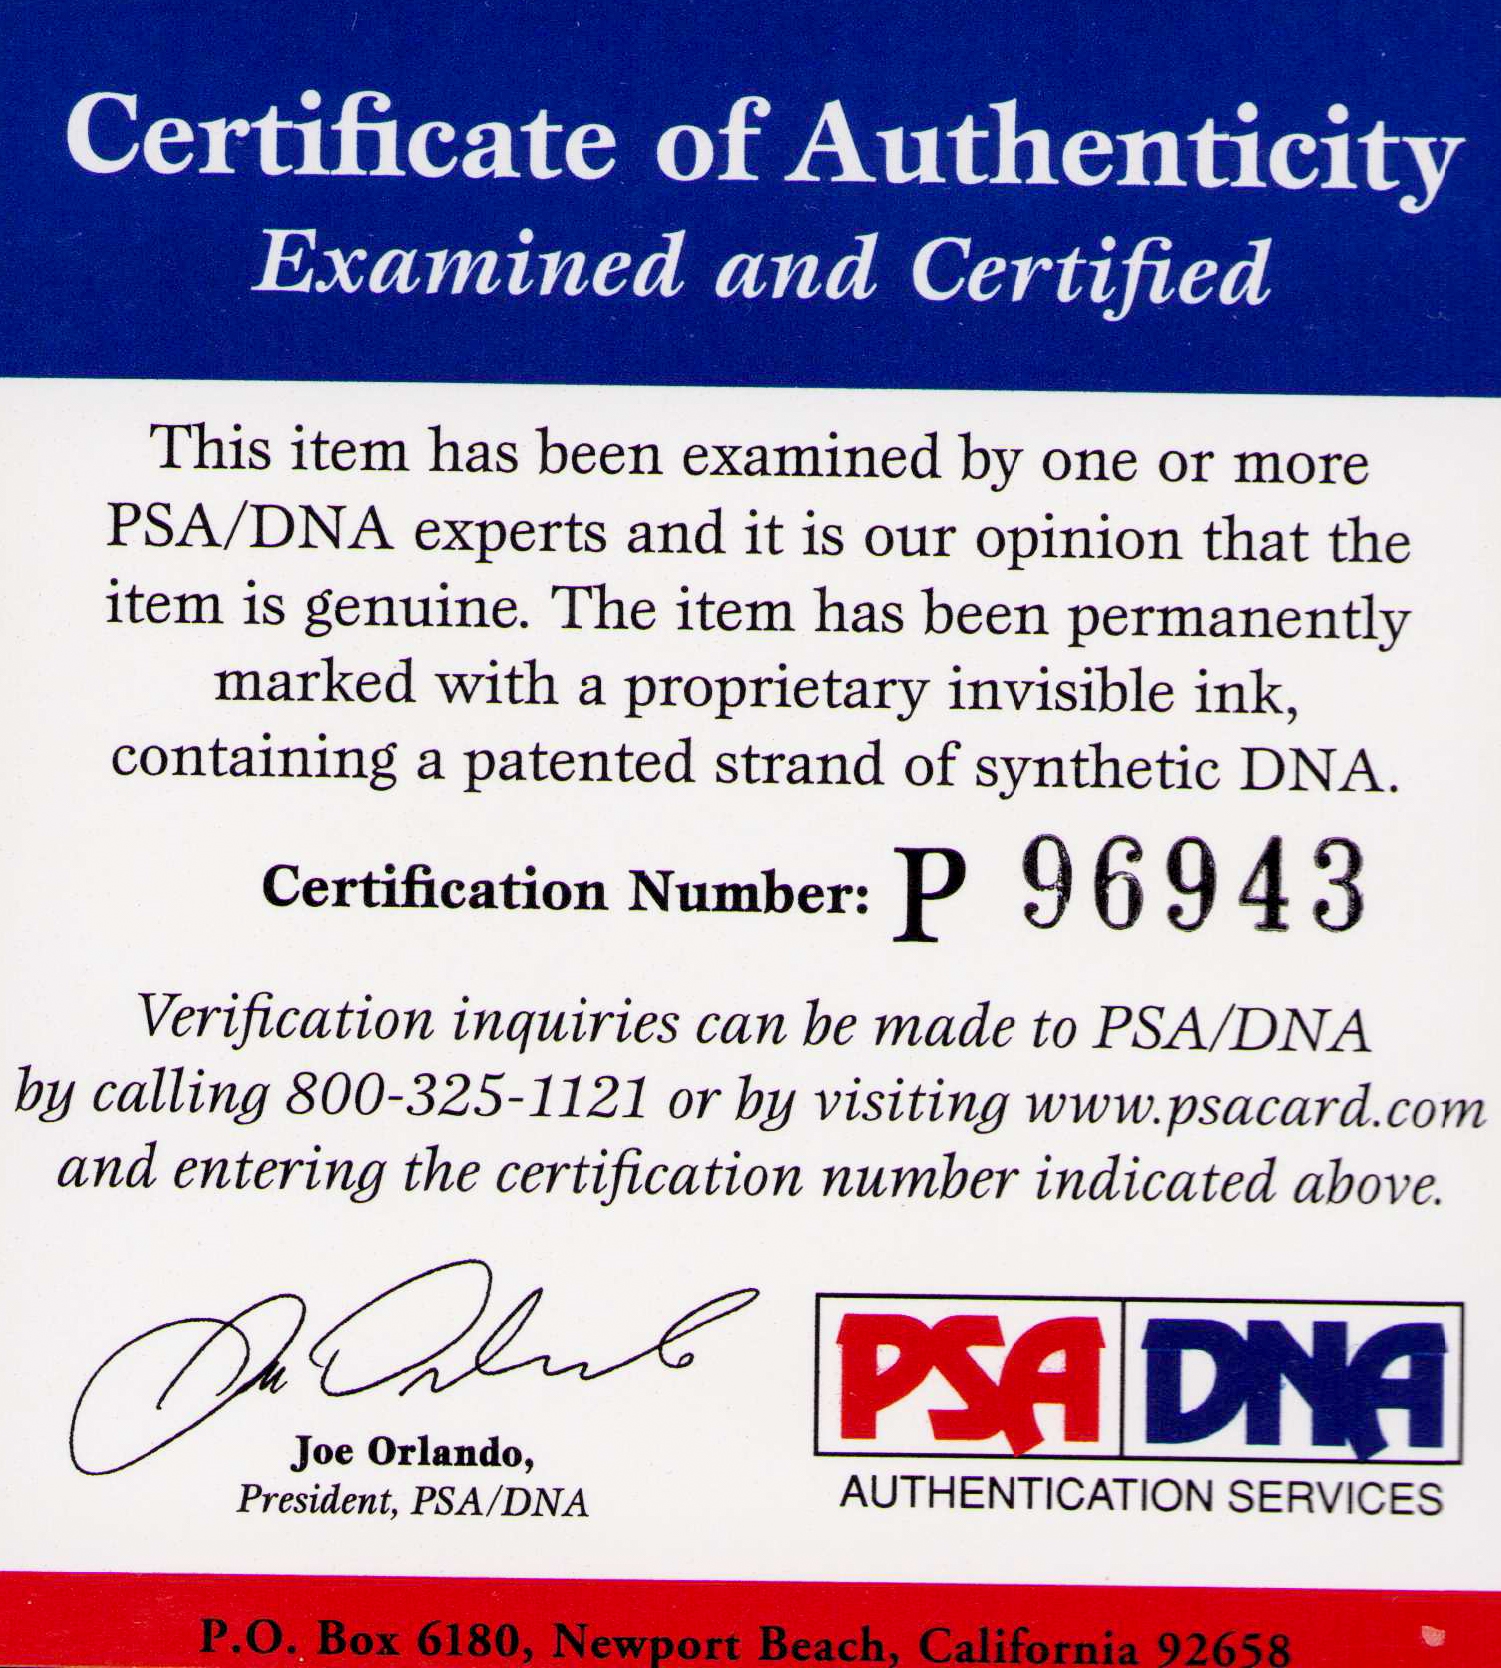 Certificate of Authenticity
Examined and Certified
This item has been examined by one or more
PSA/DNA experts and it is our opinion that the
item is genuine. The item has been permanently
marked with a proprietary invisible ink,
containing a patented strand of synthetic DNA.
Certification Number: P 96943
Verification inquiries can be made to PSA/DNA
by calling 800-325-1121 or by visiting www.psacard.com
and entering the certification number indicated above.
Joe Orlando,
President, PSA/DNA
PSA DNA
AUTHENTICATION SERVICES
P.O. Box 6180, Newport Beach, California 92658